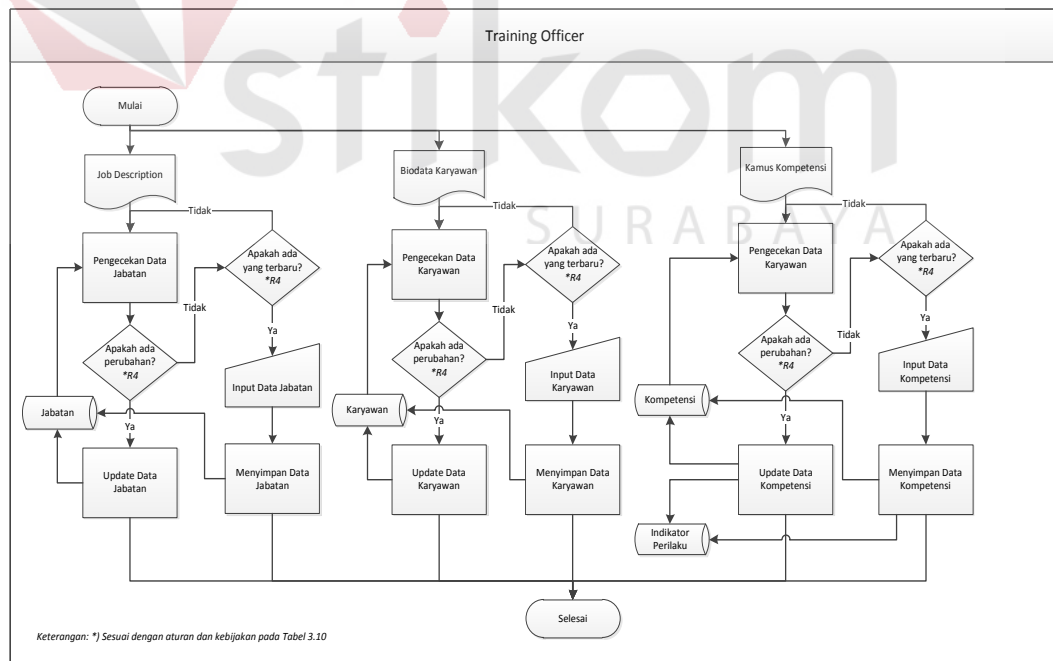 Training Officer
stikom
SURABAYA
Mulai
Job Description
Biodata Karyawan
Kamus Kompetensi
Tidak
Tidak
Tidak
Pengecekan Data
Jabatan
Apakah ada
yang terbaru?
*R4
Pengecekan Data
Karyawan
Apakah ada
yang terbaru?
*R4
Pengecekan Data
Karyawan
Apakah ada
yang terbaru?
*R4
Tidak
Tidak
Tidak
Ya
Ya
Ya
Apakah ada
perubahan?
*R4
Apakah ada
perubahan?
*R4
Apakah ada
perubahan?
*R4
Input Data Jabatan
Input Data
Karyawan
Input Data
Kompetensi
Jabatan
Karyawan
Kompetensi
Ya
Ya
Ya
Update Data
Jabatan
Menyimpan Data
Jabatan
Update Data
Karyawan
Menyimpan Data
Karyawan
Update Data
Kompetensi
Menyimpan Data
Kompetensi
Indikator
Perilaku
Selesai
Keterangan: *) Sesuai dengan aturan dan kebijakan pada Tabel 3.10